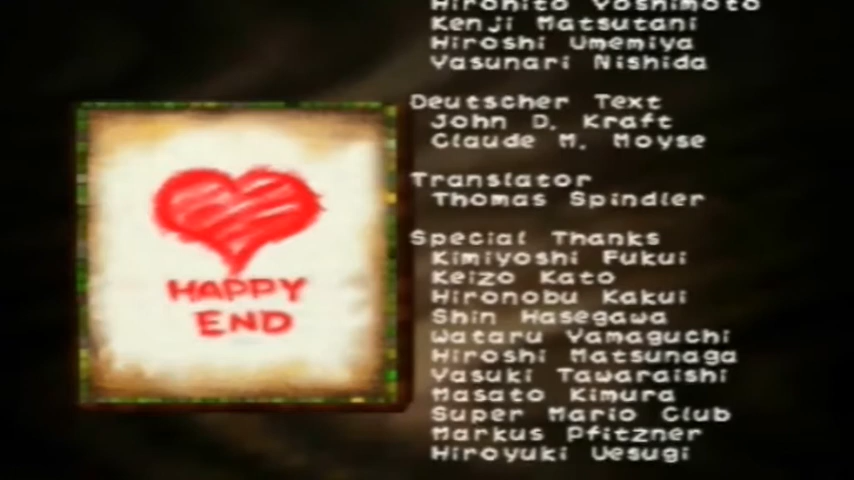 Hirohito Yoshimoto
Kenji Matsutani
Hiroshi Umemiya
Yasunari Nishida
Deutscher Text
John D. Kraft
Claude M. Moyse
Translator
Thomas Spindler
Special Thanks
Kimiyoshi Fukui
Keizo Kato
Hironobu Kakui
Shin Hasegawa
Wataru Yamaguchi
Hiroshi Matsunaga
Yasuki Tawaraishi
Masato Kimura
Super Mario Club
Markus Pfitzner
Hiroyuki Uesugi
HAPPY
END